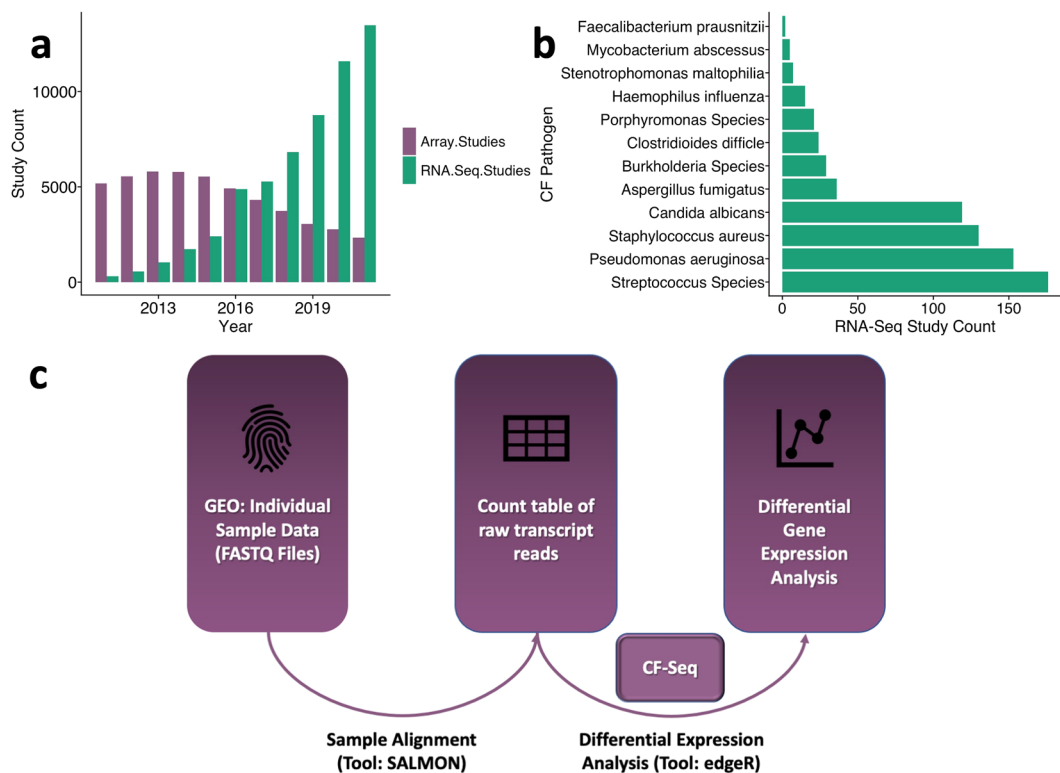 a
Study Count
10000
5000
0
2013
2016
2019
Year
Array.Studies
RNA.Seq.Studies
b
CF Pathogen
Faecalibacterium prausnitzii
Mycobacterium abscessus
Stenotrophomonas maltophilia
Haemophilus influenza
Porphyromonas Species
Clostridioides difficle
Burkholderia Species
Aspergillus fumigatus
Candida albicans
Staphylococcus aureus
Pseudomonas aeruginosa
Streptococcus Species
0
50
100
150
RNA-Seq Study Count
c
GEO: Individual
Sample Data
(FASTQ Files)
Count table of
raw transcript
reads
Differential
Gene
Expression
Analysis
CF-Seq
Sample Alignment
(Tool: SALMON)
Differential Expression
Analysis (Tool: edgeR)